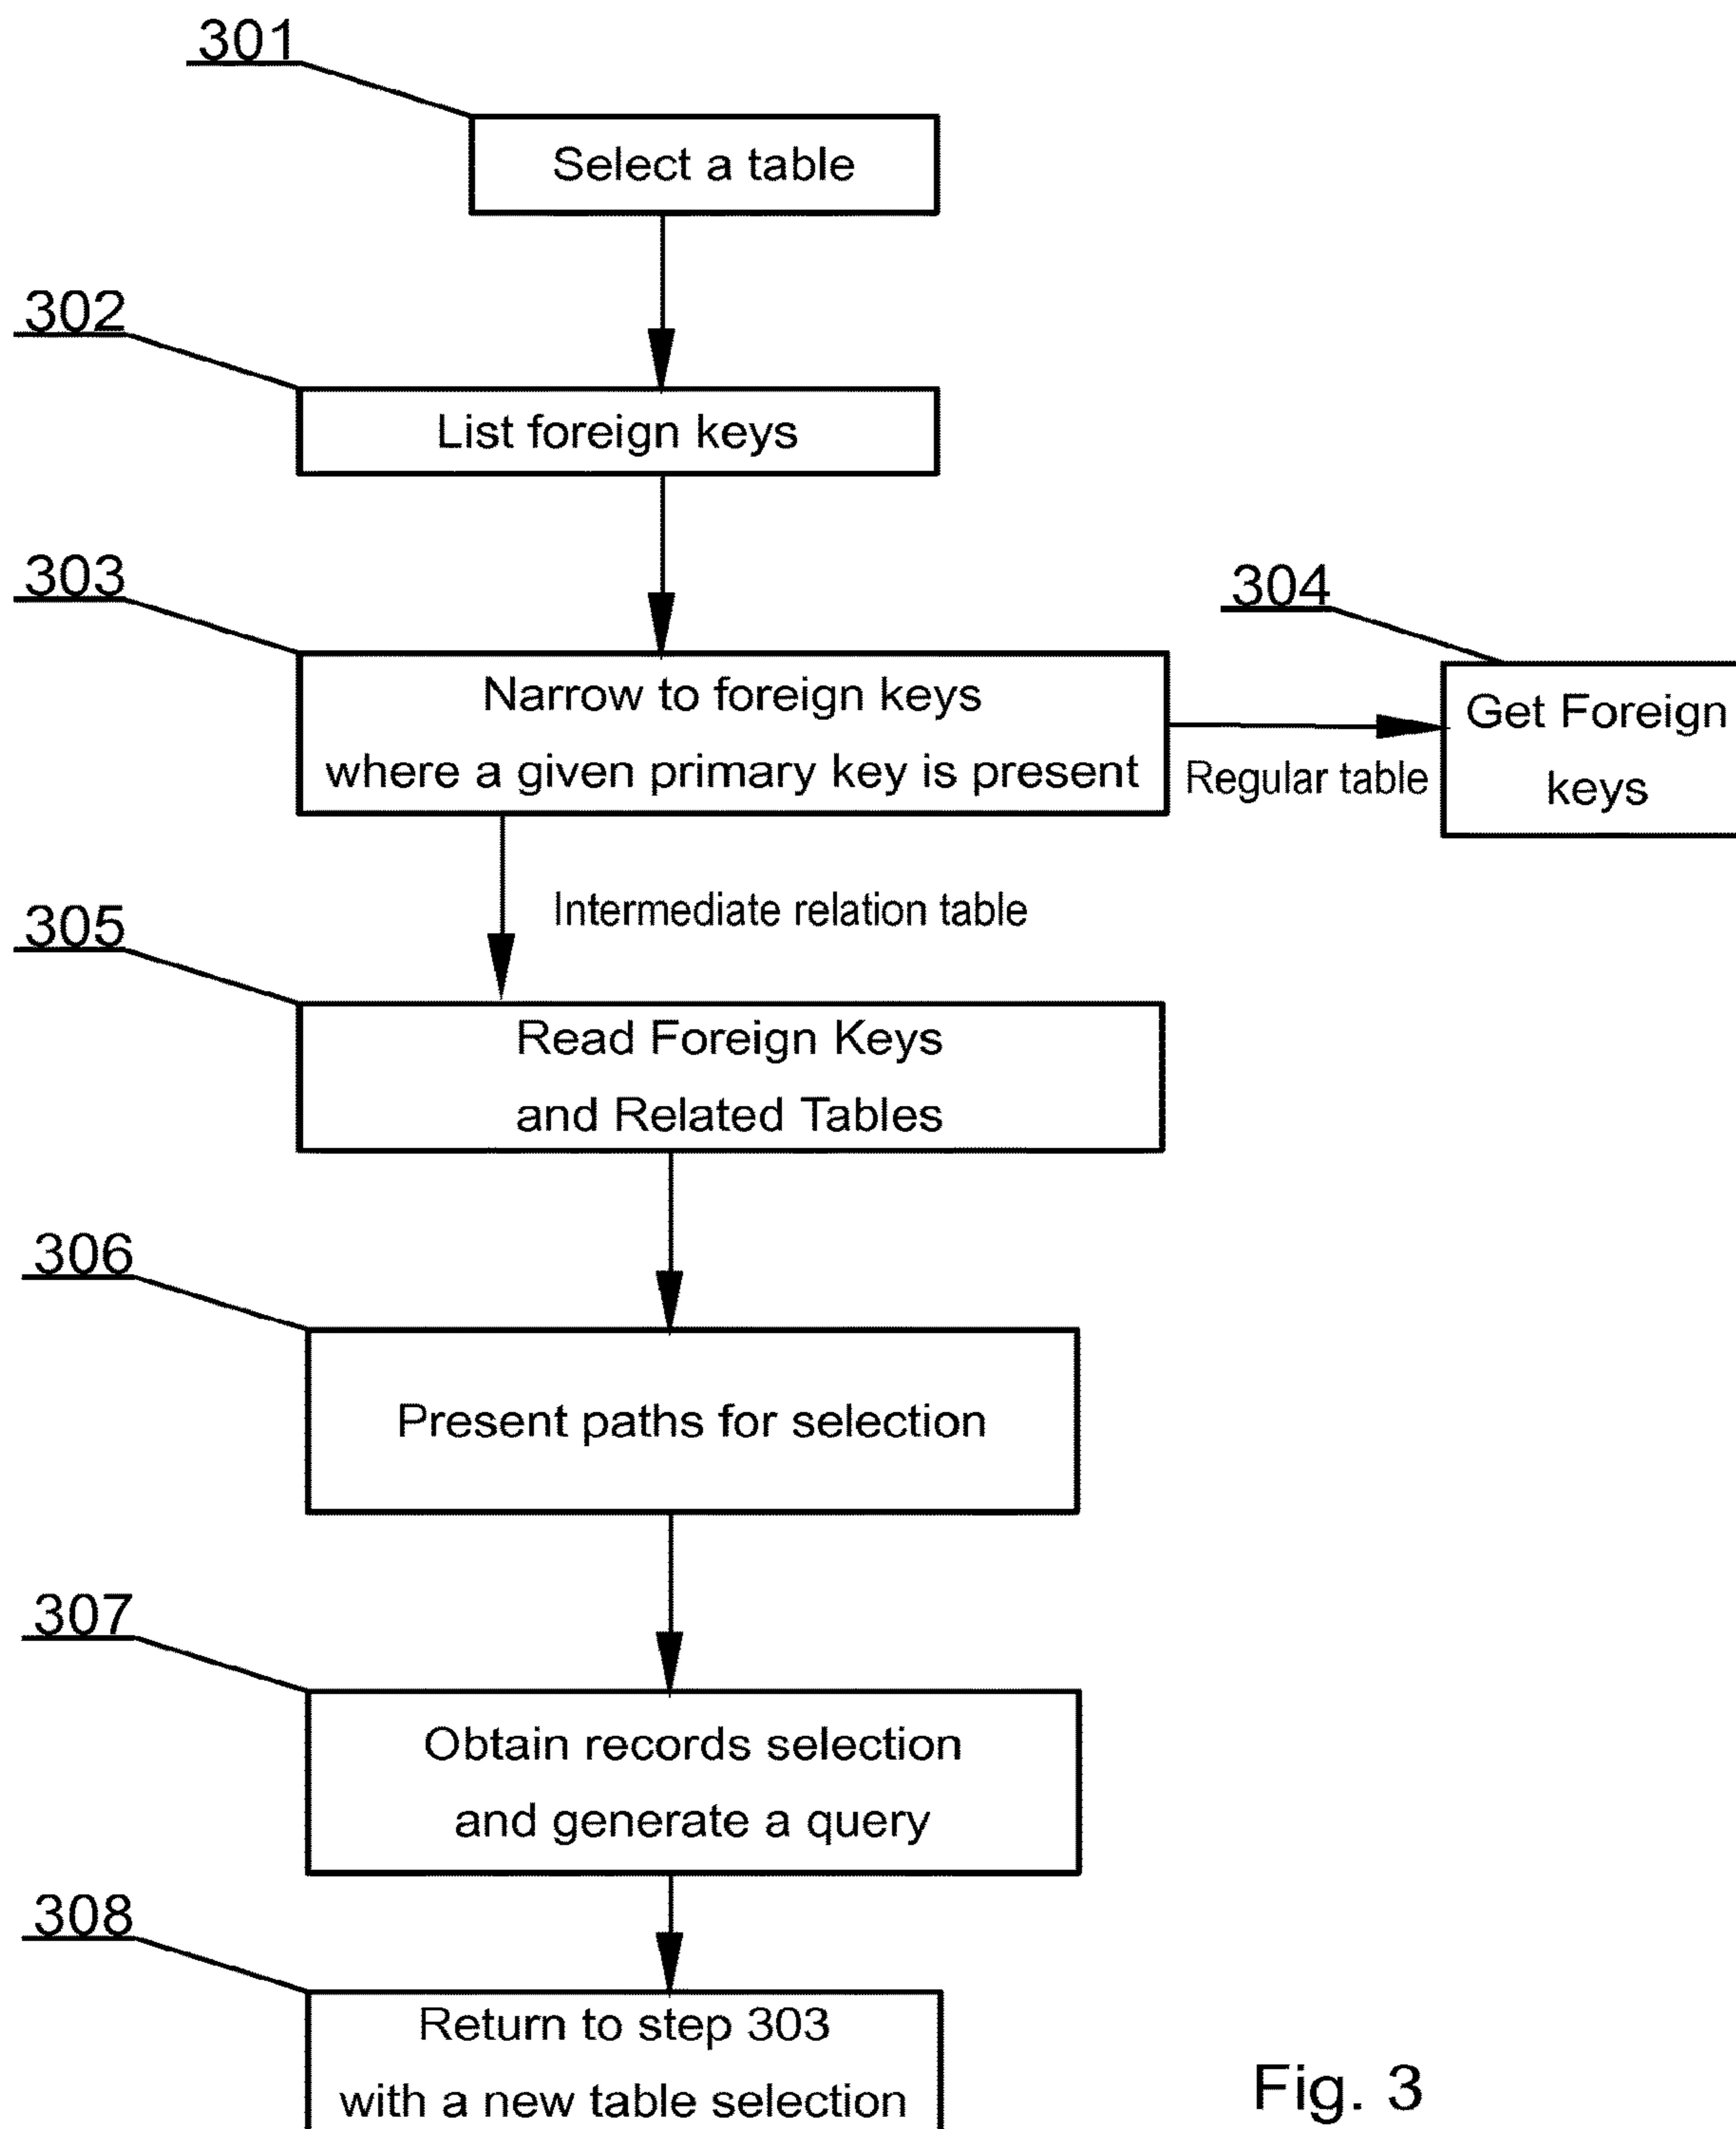 301
Select a table
302
List foreign keys
303
304
Narrow to foreign keys
where a given primary key is present
Get Foreign
keys
Regular table
Intermediate relation table
305
Read Foreign Keys
and Related Tables
306
Present paths for selection
307
Obtain records selection
and generate a query
308
Return to step 303
with a new table selection
Fig. 3